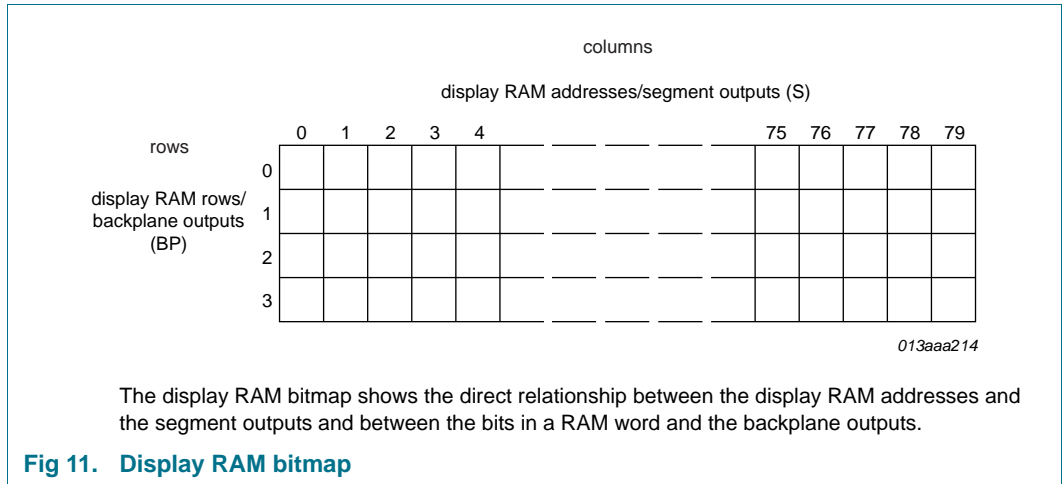 columns
display RAM addresses/segment outputs (S)
0 1 2 3 4 75 76 77 78 79
rows
0
display RAM rows/
backplane outputs
(BP)
1
2
3
013aaa214
The display RAM bitmap shows the direct relationship between the display RAM addresses and
the segment outputs and between the bits in a RAM word and the backplane outputs.
Fig 11. Display RAM bitmap